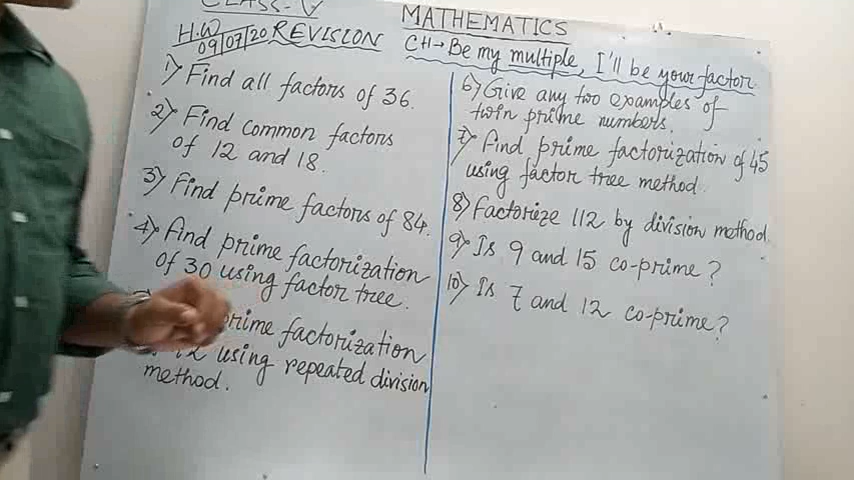 CLASS-V
MATHEMATICS
H.W
09/07/20 REVISION
CH→ Be my multiple, I'll be your factor.
1) Find all factors of 36.
2) Find common factors
of 12 and 18.
3) Find prime factors of 84.
4) Find prime factorization
of 30 using factor tree.
prime factorization
using repeated division
method.
6) Give any two examples of
twin prime numbers.
7) Find prime factorization of 45
using factor tree method.
8) Factorize 112 by division method.
9) Is 9 and 15 co-prime?
10) Is 7 and 12 co-prime?